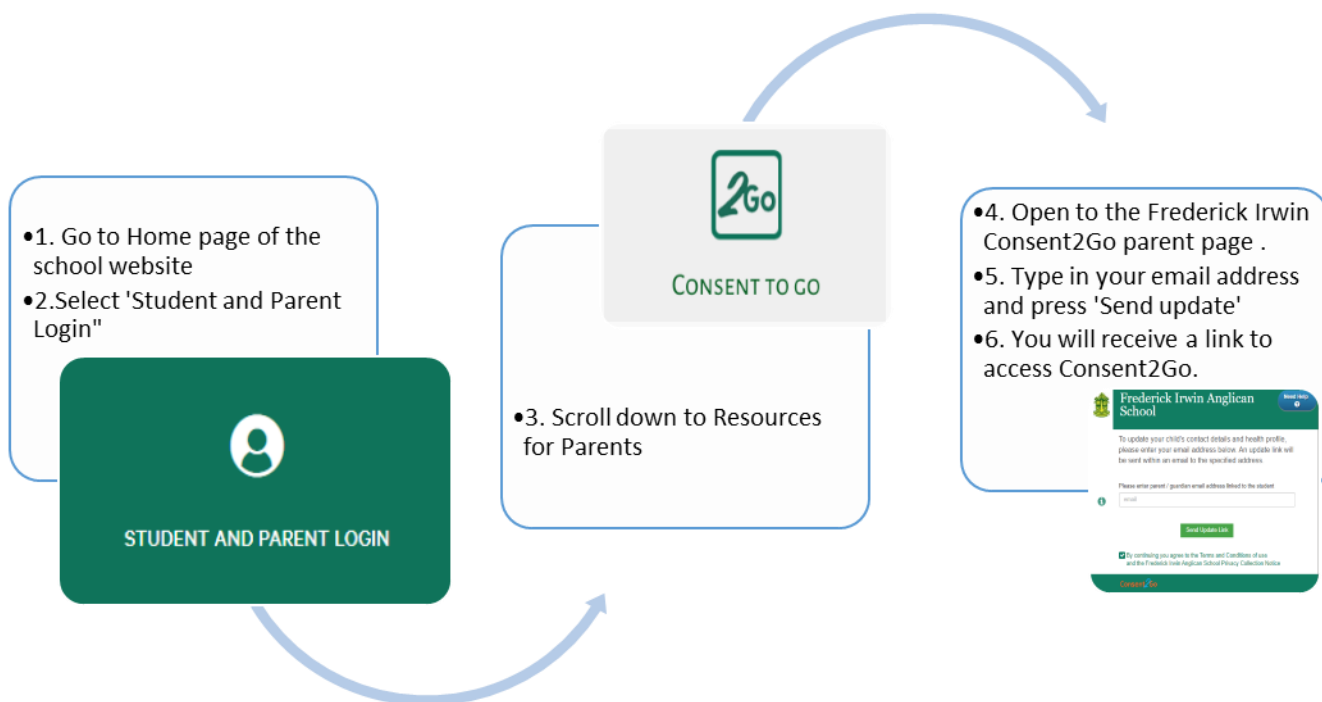 •1. Go to Home page of the
school website
•2.Select 'Student and Parent
Login"
STUDENT AND PARENT LOGIN
2Go
CONSENT TO GO
•3. Scroll down to Resources
for Parents
•4. Open to the Frederick Irwin
Consent2Go parent page .
•5. Type in your email address
and press 'Send update'
•6. You will receive a link to
access Consent2Go.
Frederick Irwin Anglican
School
Need Help
To update your child's contact details and health profile,
please enter your email address below. An update link will
be sent within an email to the specified address.
Please enter parent / guardian email address linked to the student
email
Send Update Link
By continuing you agree to the Terms and Conditions of use
and the Frederick Irwin Anglican School Privacy Collection Notice
Consent2Go